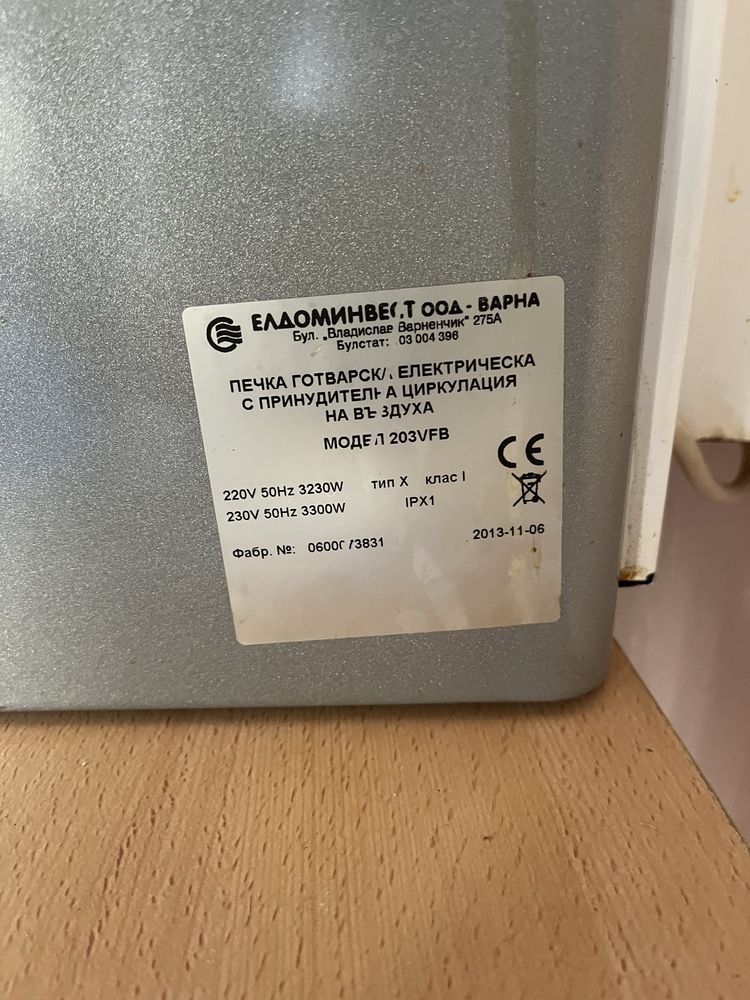 ЕЛДОМИНВЕСТ ООД - ВАРНА
Бул. „Владислав Варненчик" 275А
Булстат: 03 004 396
ПЕЧКА ГОТВАРСКА ЕЛЕКТРИЧЕСКА
С ПРИНУДИТЕЛНА ЦИРКУЛАЦИЯ
НА ВЪЗДУХА
МОДЕЛ 203VFB
CE
220V 50Hz 3230W тип X клас I
230V 50Hz 3300W IPX1
Фабр. №: 2013-11-06